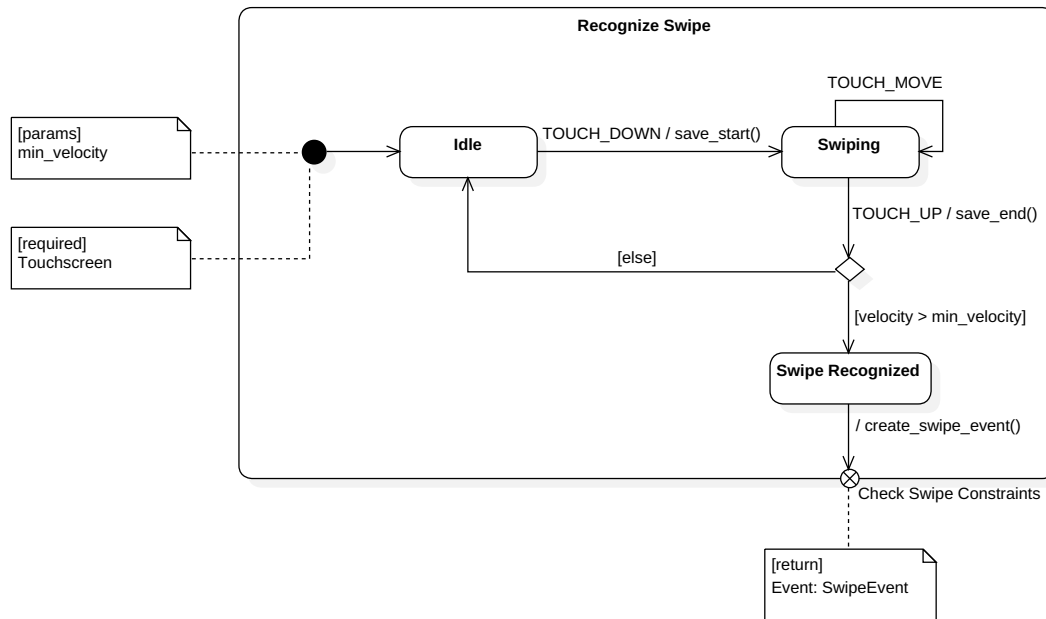 Recognize Swipe
TOUCH_MOVE
[params]
min_velocity
Idle
TOUCH_DOWN / save_start()
Swiping
TOUCH_UP / save_end()
[required]
Touchscreen
[else]
[velocity > min_velocity]
Swipe Recognized
/ create_swipe_event()
Check Swipe Constraints
[return]
Event: SwipeEvent